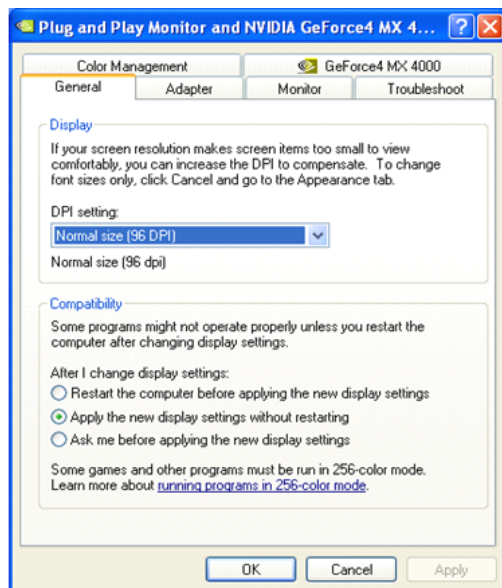 Plug and Play Monitor and NVIDIA GeForce4 MX 4...
Color Management
GeForce4 MX 4000
General
Adapter
Monitor
Troubleshoot
Display
If your screen resolution makes screen items too small to view
comfortably, you can increase the DPI to compensate. To change
font sizes only, click Cancel and go to the Appearance tab.
DPI setting:
Normal size (96 DPI)
Normal size (96 dpi)
Compatibility
Some programs might not operate properly unless you restart the
computer after changing display settings.
After I change display settings:
Restart the computer before applying the new display settings
Apply the new display settings without restarting
Ask me before applying the new display settings
Some games and other programs must be run in 256-color mode.
Learn more about running programs in 256-color mode.
OK
Cancel
Apply